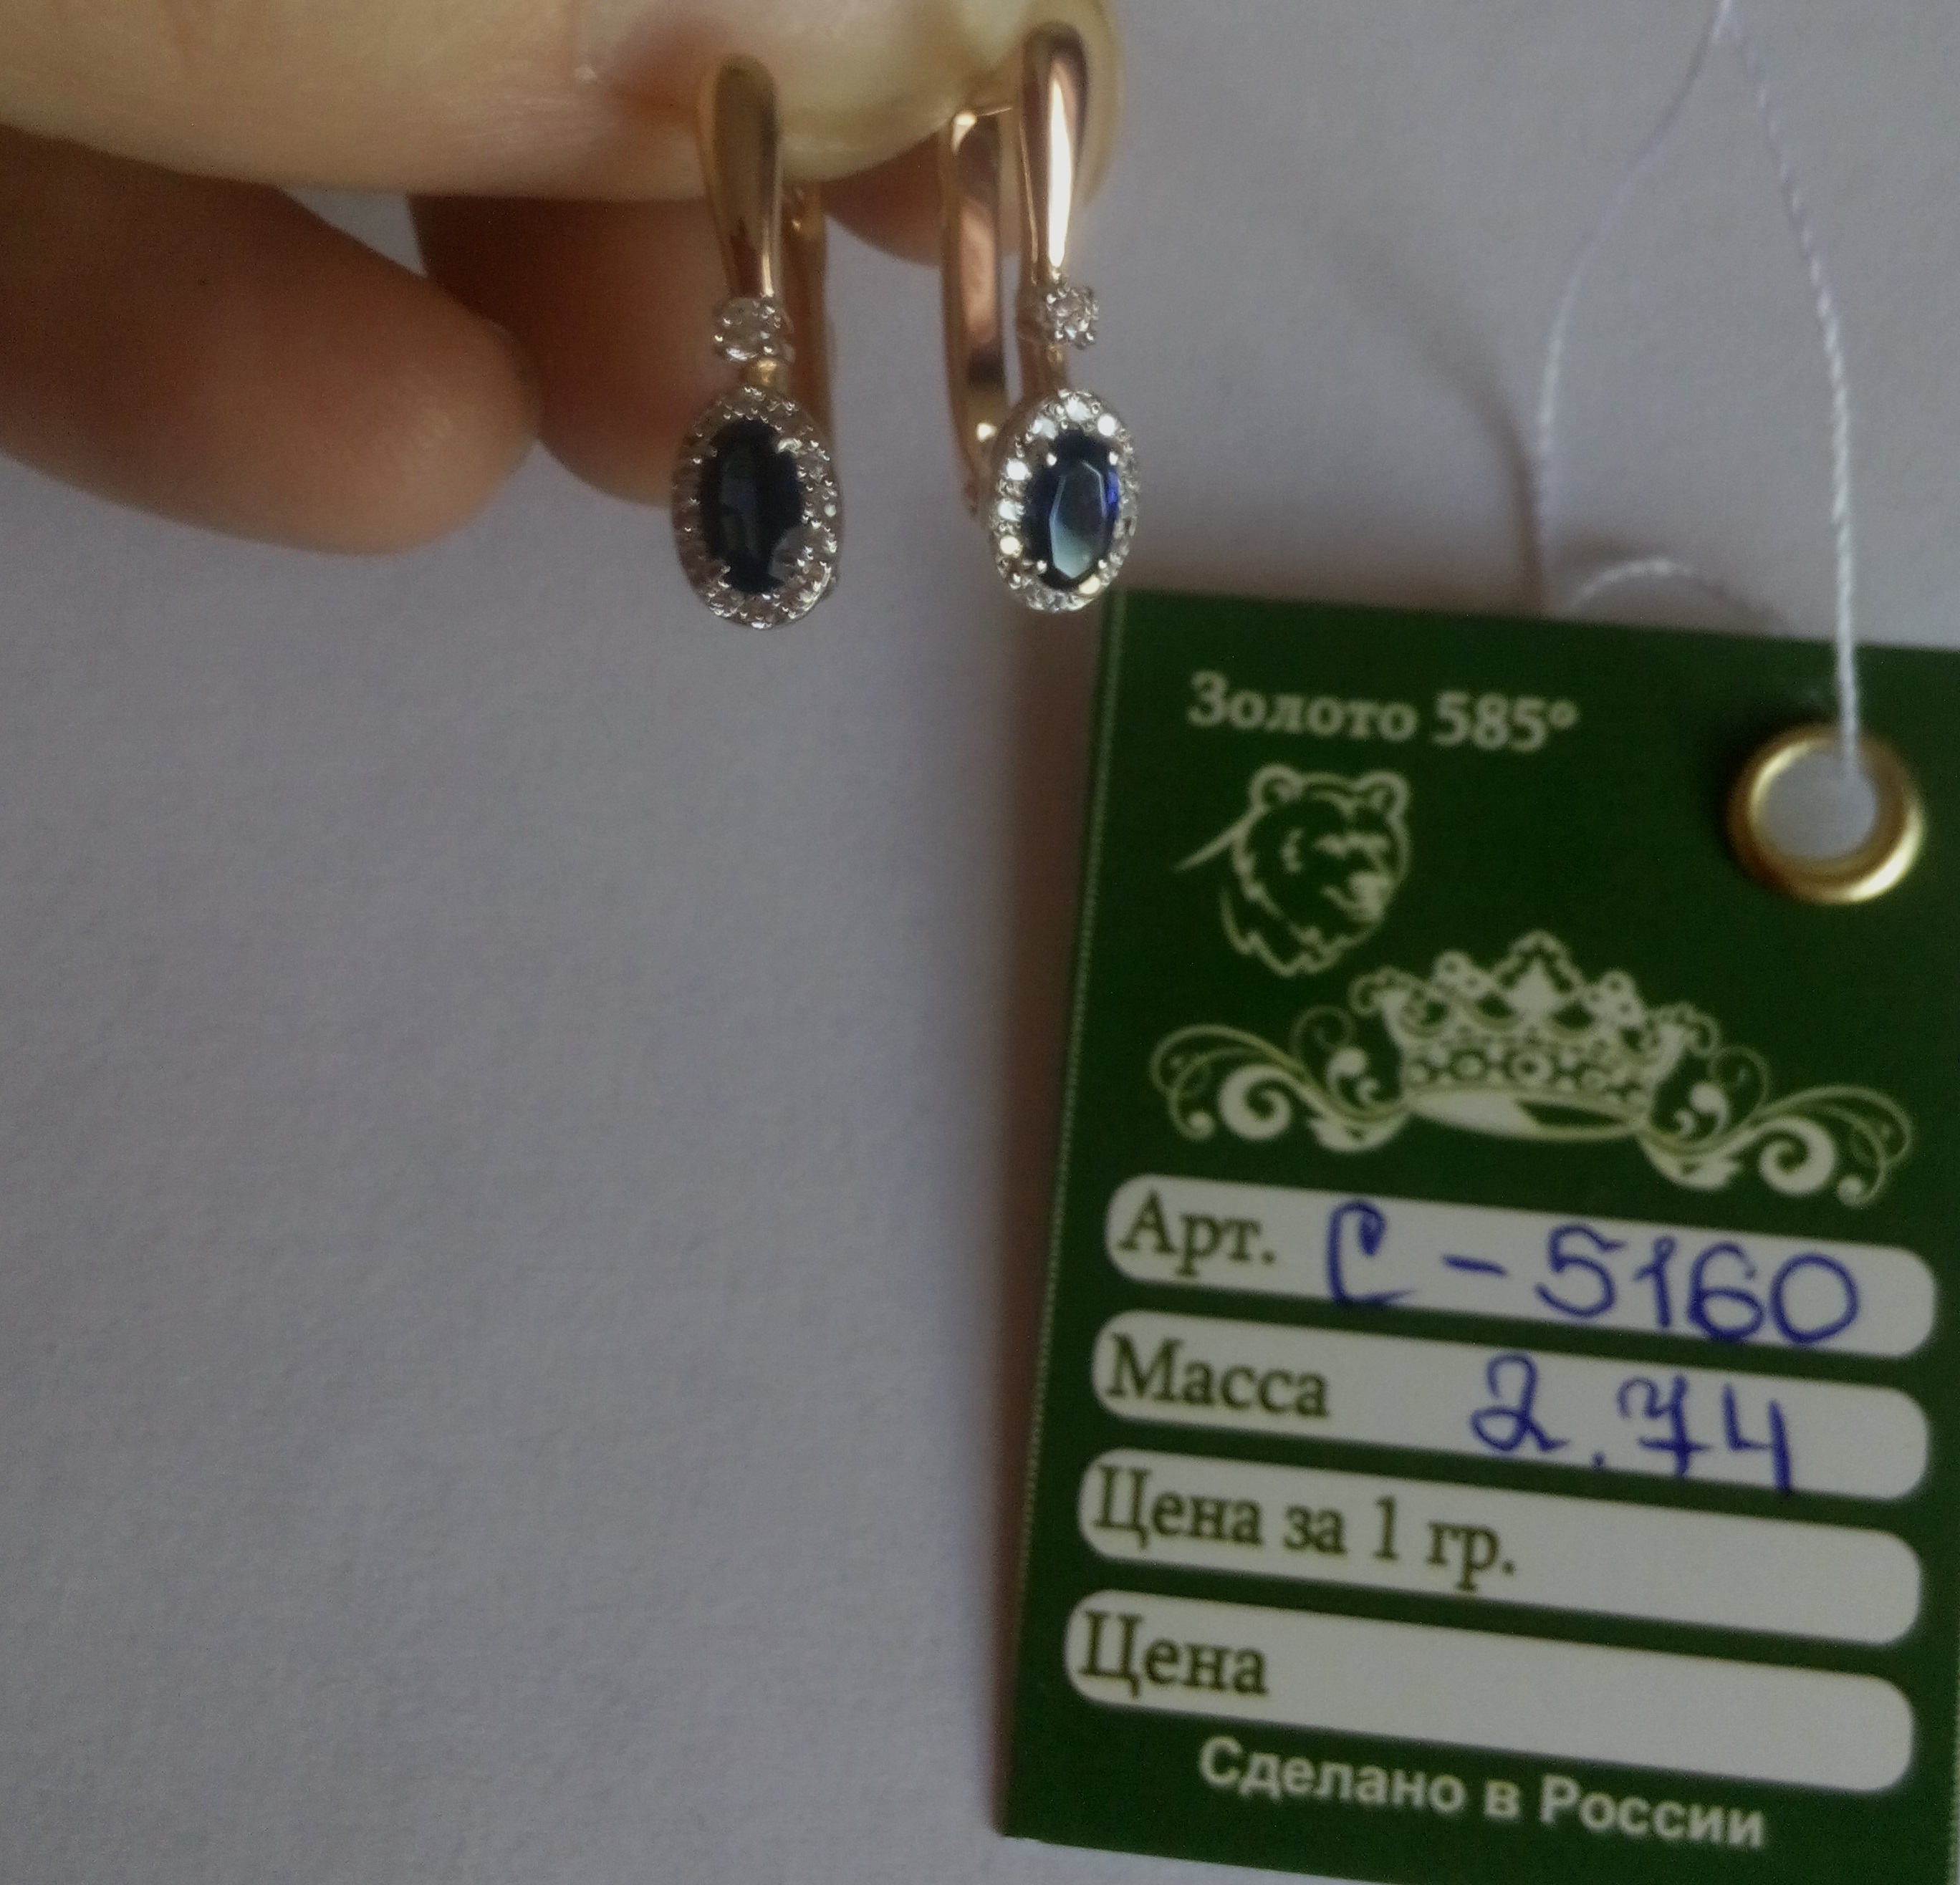 Золото 585°
Арт. С-5160
Масса 2.74
Цена за 1 гр.
Цена
Сделано в России